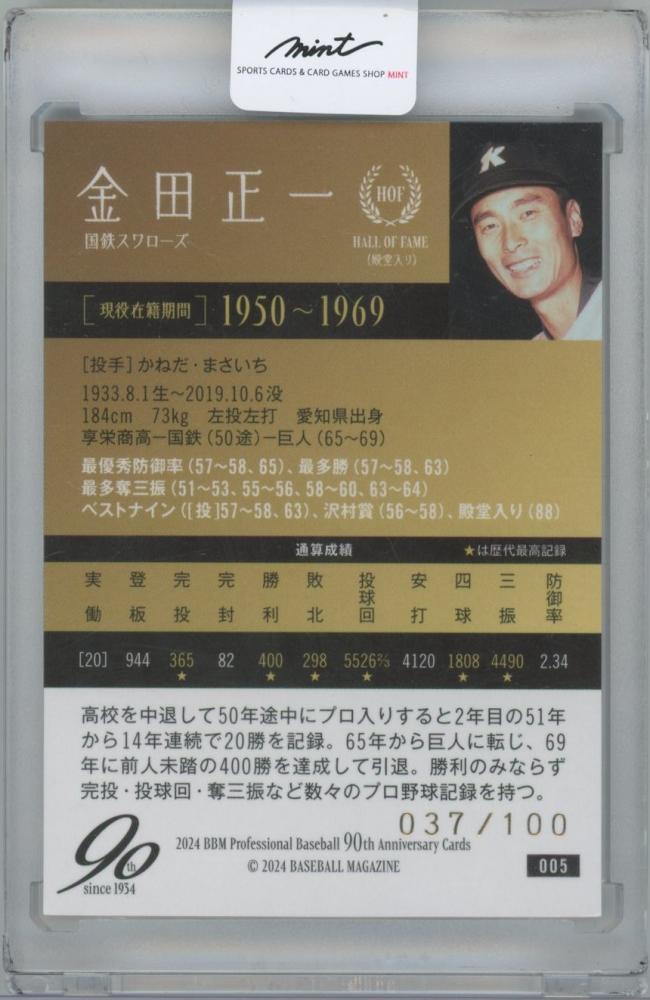 mint
SPORTS CARDS & CARD GAMES SHOP MINT
金田正一
国鉄スワローズ
HOF
HALL OF FAME
(殿堂入り)
K
[現役在籍期間] 1950～1969
[投手]かねだ・まさいち
1933.8.1生～2019.10.6没
184cm 73kg 左投左打 愛知県出身
享栄商高ー国鉄(50途)ー巨人(65～69)
最優秀防御率(57～58、65)、最多勝(57～58、63)
最多奪三振(51～53、55～56、58～60、63～64)
ベストナイン([投]57～58、63)、沢村賞(56～58)、殿堂入り(88)
通算成績 ★は歴代最高記録
実働 登板 完投 完封 勝利 敗北 投球回 安打 四球 三振 防御率
[20] 944 365 82 400 298 5526⅔ 4120 1808 4490 2.34
★ ★ ★ ★ ★ ★
高校を中退して50年途中にプロ入りすると2年目の51年
から14年連続で20勝を記録。65年から巨人に転じ、69
年に前人未踏の400勝を達成して引退。勝利のみならず
完投・投球回・奪三振など数々のプロ野球記録を持つ。
037/100
90th
since 1934
2024 BBM Professional Baseball 90th Anniversary Cards
© 2024 BASEBALL MAGAZINE
005